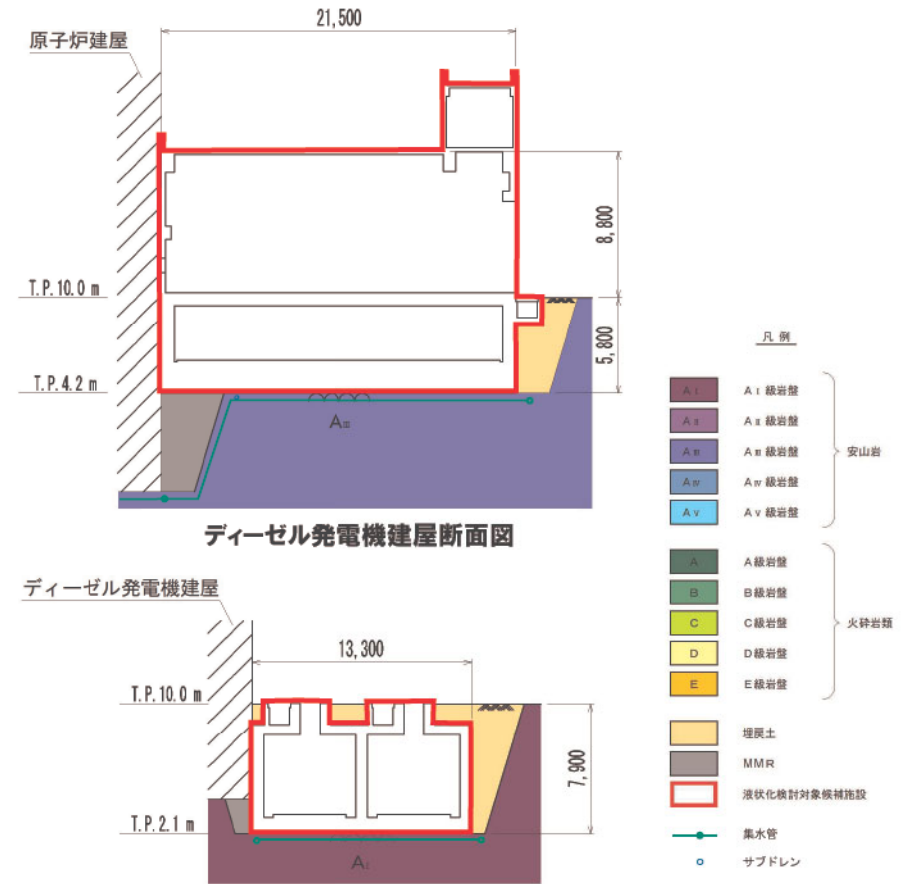 21,500
原子炉建屋
8,800
T.P.10.0 m
5,800
T.P.4.2 m
AⅢ
ディーゼル発電機建屋断面図
ディーゼル発電機建屋
13,300
T.P.10.0 m
7,900
T.P.2.1 m
AⅠ
凡 例
AⅠ AⅠ級岩盤
AⅡ AⅡ級岩盤
AⅢ AⅢ級岩盤
AⅣ AⅣ級岩盤
AⅤ AⅤ級岩盤
安山岩
A A級岩盤
B B級岩盤
C C級岩盤
D D級岩盤
E E級岩盤
火砕岩類
埋戻土
MMR
液状化検討対象候補施設
集水管
サブドレン